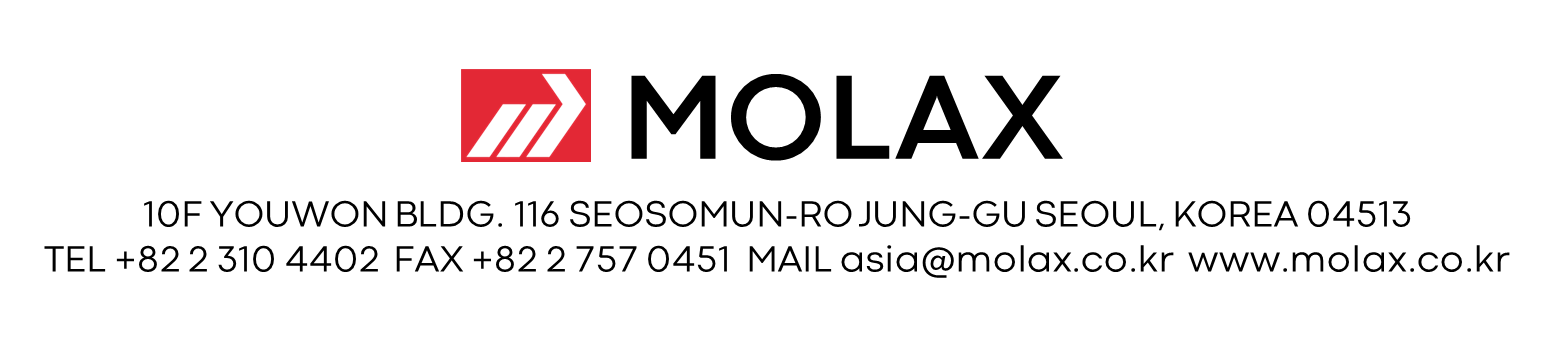 MOLAX
10F YOUWON BLDG. 116 SEOSOMUN-RO JUNG-GU SEOUL, KOREA 04513
TEL +82 2 310 4402 FAX +82 2 757 0451 MAIL asia@molax.co.kr www.molax.co.kr